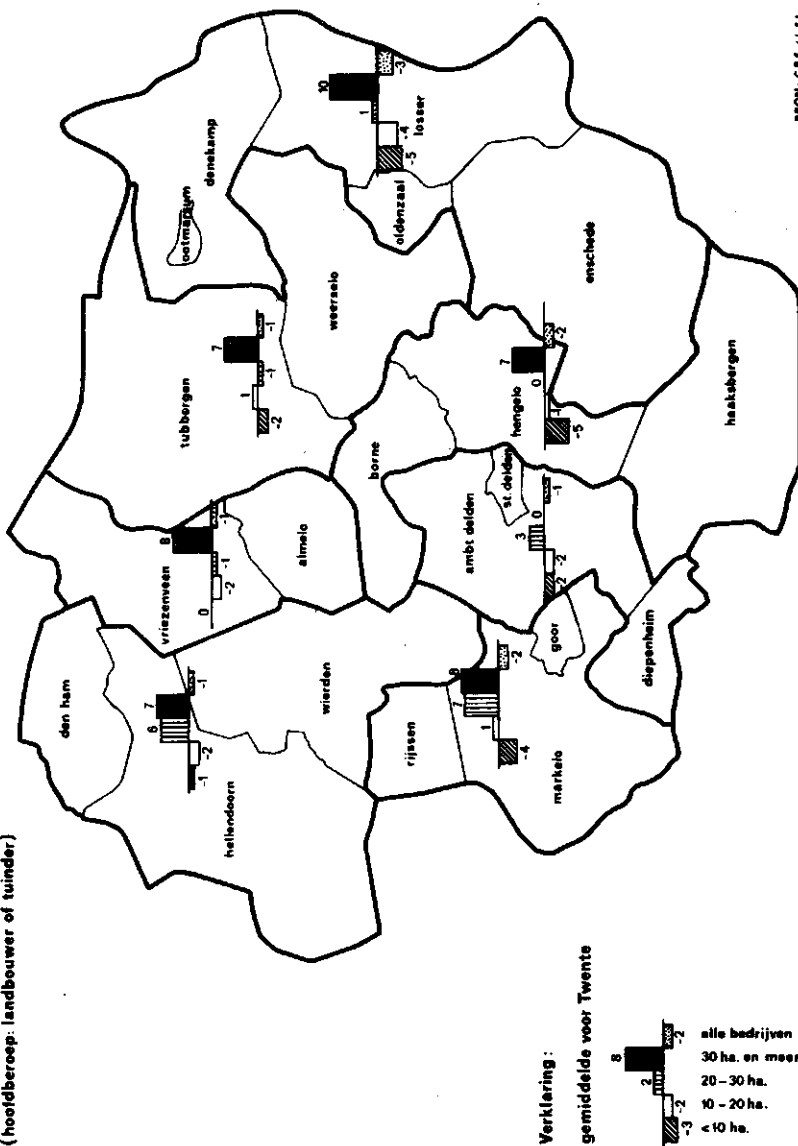 (hoofdberoep: landbouwer of tuinder)
den ham
vriezenveen
8
0
-2
-1
-1
tubbergen
7
1
-2
-1
-1
ootmarsum
denekamp
10
1
-5
-4
-3
losser
hellendoorn
6
7
-1
-2
-1
almelo
weerselo
oldenzaal
wierden
borne
rijssen
ambt delden
st. delden
3
0
-2
-2
-1
hengelo
7
0
-5
-1
-2
enschede
markelo
7
8
1
-4
-2
goor
diepenheim
haaksbergen
Verklaring:
gemiddelde voor Twente
8
2
-3
-2
-2
alle bedrijven
30 ha. en meer
20-30 ha.
10-20 ha.
<10 ha.